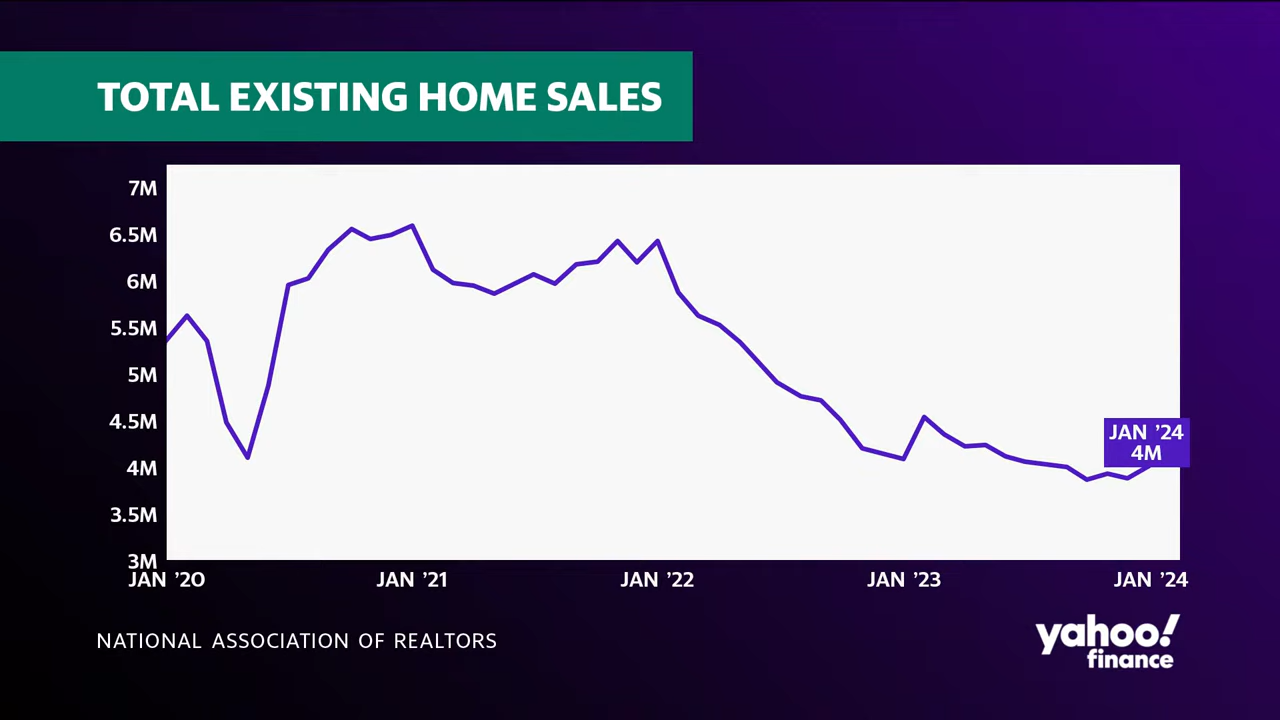 TOTAL EXISTING HOME SALES
7M
6.5M
6M
5.5M
5M
4.5M
4M
3.5M
3M
JAN ’24
4M
JAN ’20
JAN ’21
JAN ’22
JAN ’23
JAN ’24
NATIONAL ASSOCIATION OF REALTORS
yahoo!
finance